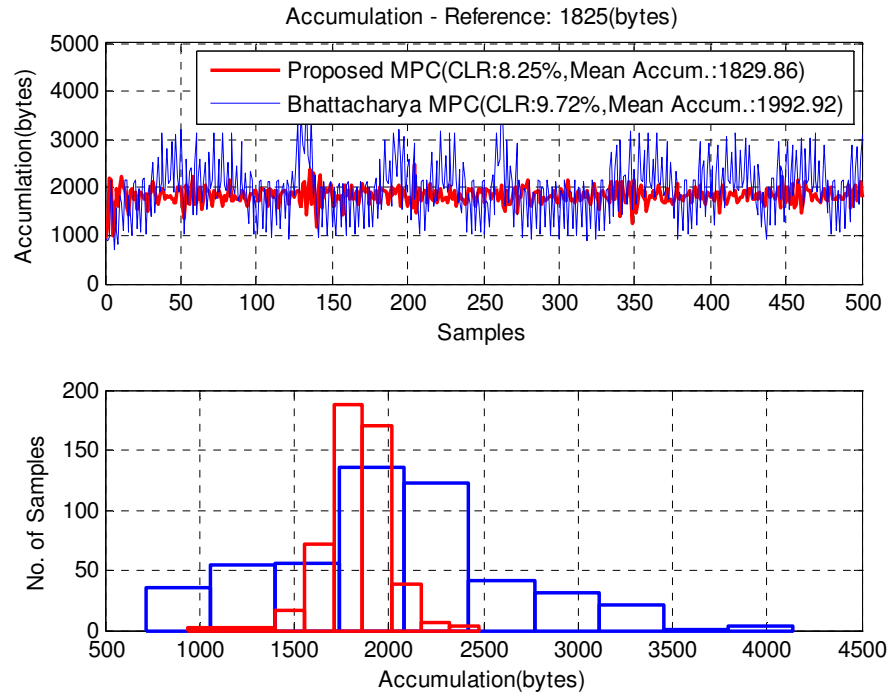 Accumulation - Reference: 1825(bytes)
5000
4000
3000
2000
1000
0
Accumlation(bytes)
Proposed MPC(CLR:8.25%,Mean Accum.:1829.86)
Bhattacharya MPC(CLR:9.72%,Mean Accum.:1992.92)
0 50 100 150 200 250 300 350 400 450 500
Samples
200
150
100
50
0
No. of Samples
500 1000 1500 2000 2500 3000 3500 4000 4500
Accumulation(bytes)